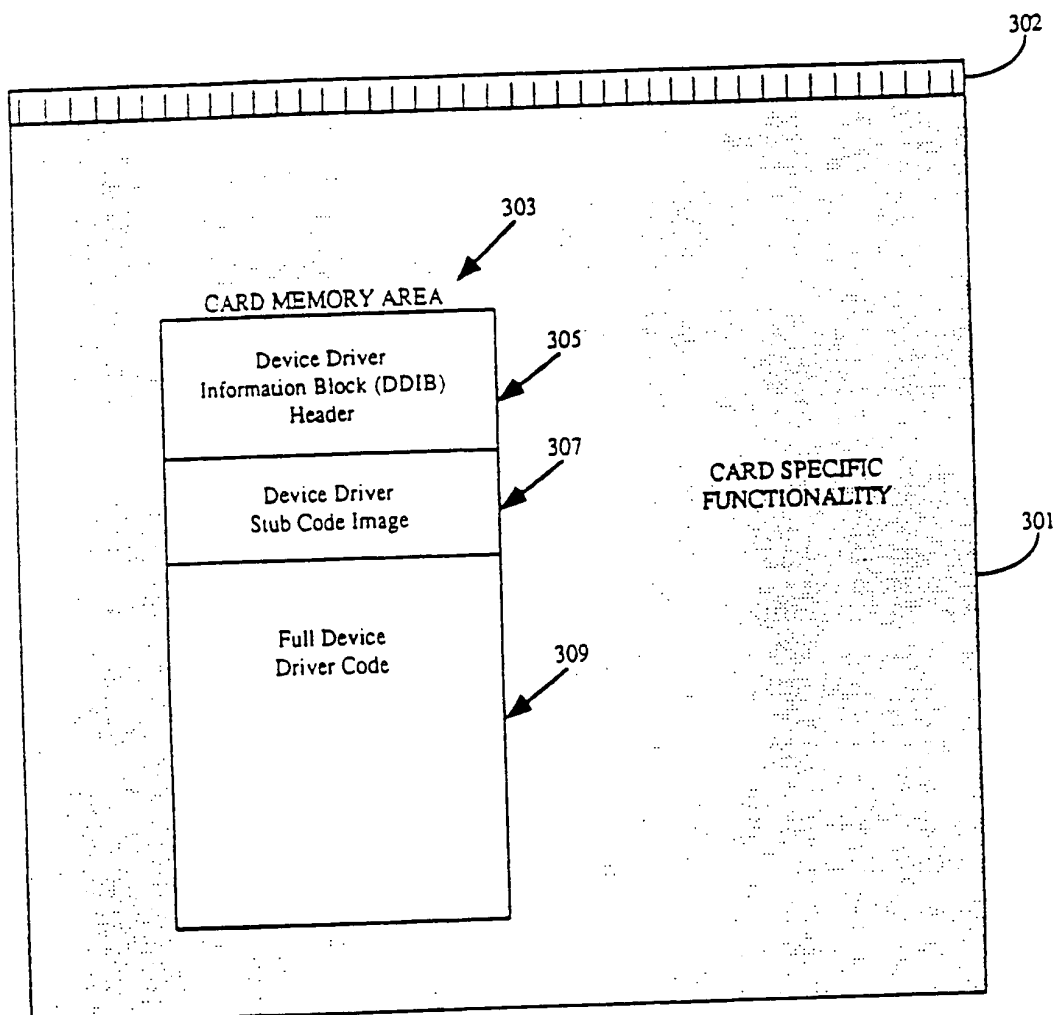 302
303
CARD MEMORY AREA
Device Driver
Information Block (DDIB)
Header
305
307
Device Driver
Stub Code Image
CARD SPECIFIC
FUNCTIONALITY
301
Full Device
Driver Code
309